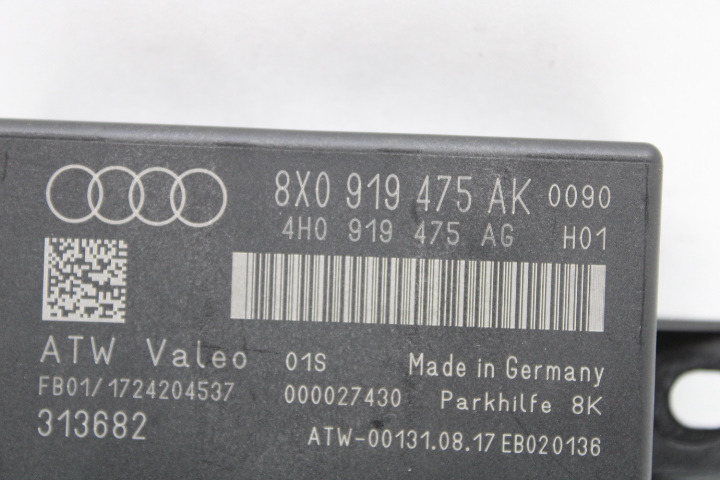 8X0 919 475 AK 0090
4H0 919 475 AG H01
ATW Valeo 01S Made in Germany
FB01/1724204537 000027430 Parkhilfe 8K
313682 ATW-00131.08.17 EB020136